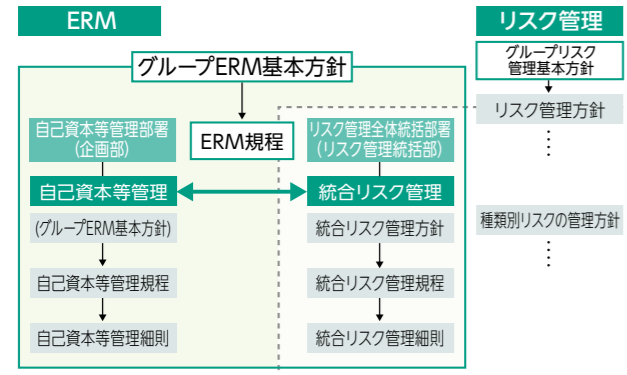 ERM
リスク管理
グループERM基本方針
グループリスク
管理基本方針
リスク管理方針
自己資本等管理部署
(企画部)
ERM規程
リスク管理全体統括部署
(リスク管理統括部)
自己資本等管理
統合リスク管理
(グループERM基本方針)
統合リスク管理方針
種類別リスクの管理方針
自己資本等管理規程
統合リスク管理規程
自己資本等管理細則
統合リスク管理細則